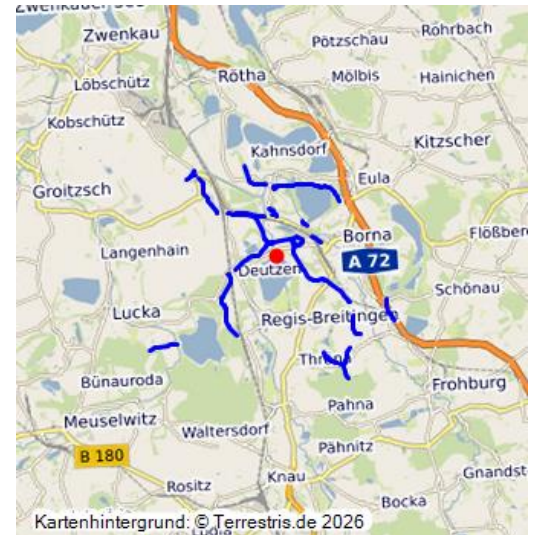 Zwenkau
Rohrbach
Pötzschau
Löbschütz
Rötha
Mölbis
Hainichen
Kobschütz
Kahnsdorf
Kitzscher
Eula
Groitzsch
Borna
Langenhain
A 72
Deutzen
Schönau
Lucka
Regis-Breitingen
Bünauroda
Frohburg
Pahna
Meuselwitz
Waltersdorf
B 180
Pähnitz
Knau
Rositz
Bocka
Kartenhintergrund: © Terrestris.de 2026